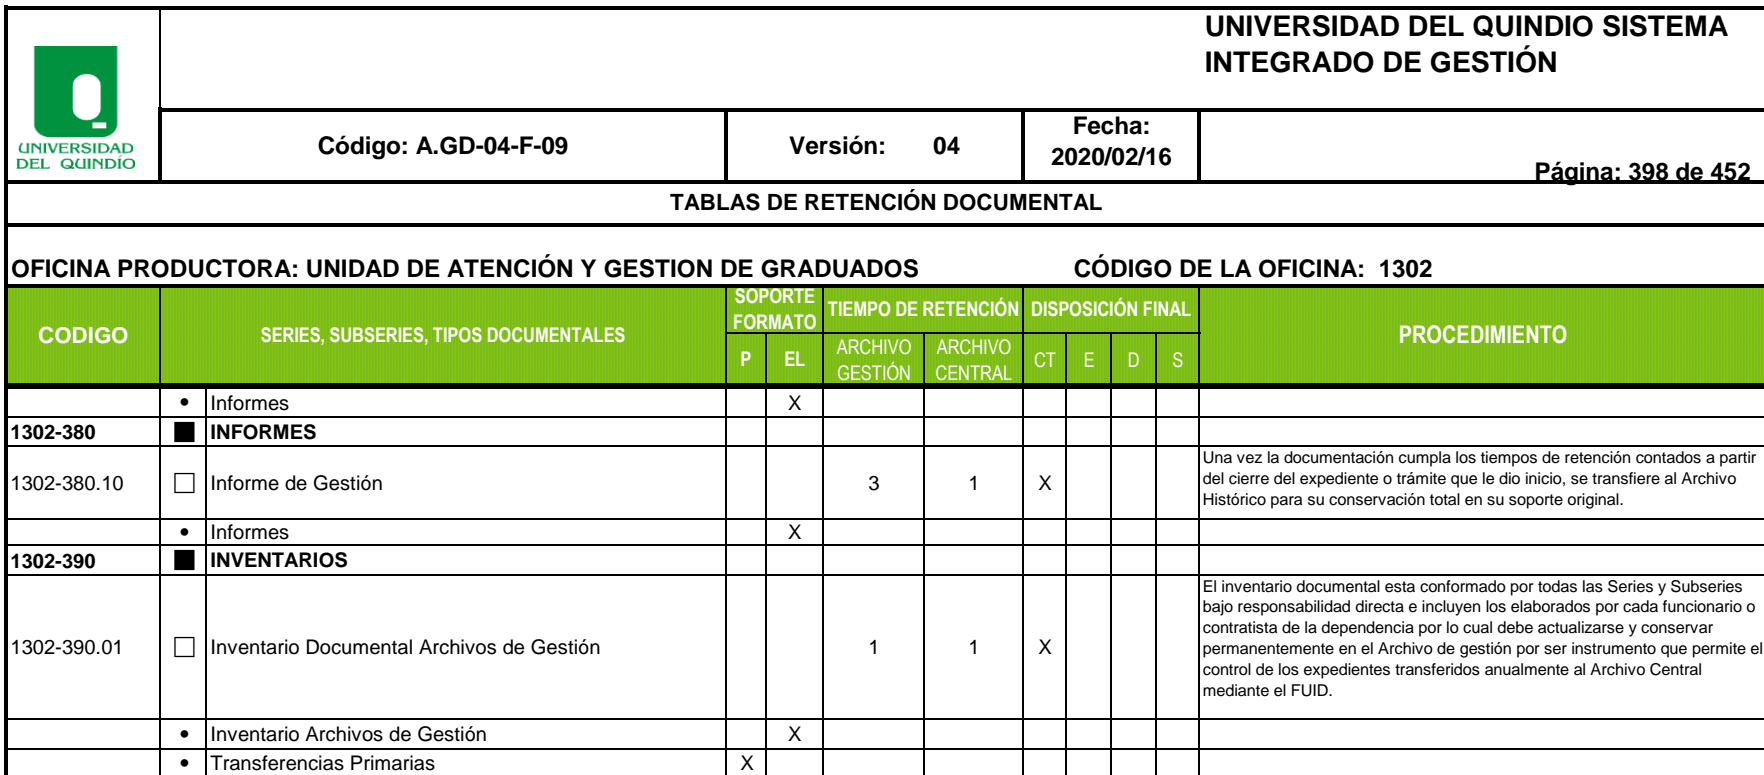 UNIVERSIDAD DEL QUINDIO SISTEMA
INTEGRADO DE GESTIÓN
UNIVERSIDAD
DEL QUINDÍO
Código: A.GD-04-F-09
Versión: 04
Fecha:
2020/02/16
Página: 398 de 452
TABLAS DE RETENCIÓN DOCUMENTAL
OFICINA PRODUCTORA: UNIDAD DE ATENCIÓN Y GESTION DE GRADUADOS CÓDIGO DE LA OFICINA: 1302
CODIGO
SERIES, SUBSERIES, TIPOS DOCUMENTALES
SOPORTE
FORMATO
TIEMPO DE RETENCIÓN
DISPOSICIÓN FINAL
PROCEDIMIENTO
P EL
ARCHIVO
GESTIÓN
ARCHIVO
CENTRAL
CT E D S
• Informes X
1302-380 ■ INFORMES
1302-380.10 □ Informe de Gestión 3 1 X
Una vez la documentación cumpla los tiempos de retención contados a partir
del cierre del expediente o trámite que le dio inicio, se transfiere al Archivo
Histórico para su conservación total en su soporte original.
• Informes X
1302-390 ■ INVENTARIOS
1302-390.01 □ Inventario Documental Archivos de Gestión 1 1 X
El inventario documental esta conformado por todas las Series y Subseries
bajo responsabilidad directa e incluyen los elaborados por cada funcionario o
contratista de la dependencia por lo cual debe actualizarse y conservar
permanentemente en el Archivo de gestión por ser instrumento que permite el
control de los expedientes transferidos anualmente al Archivo Central
mediante el FUID.
• Inventario Archivos de Gestión X
• Transferencias Primarias X